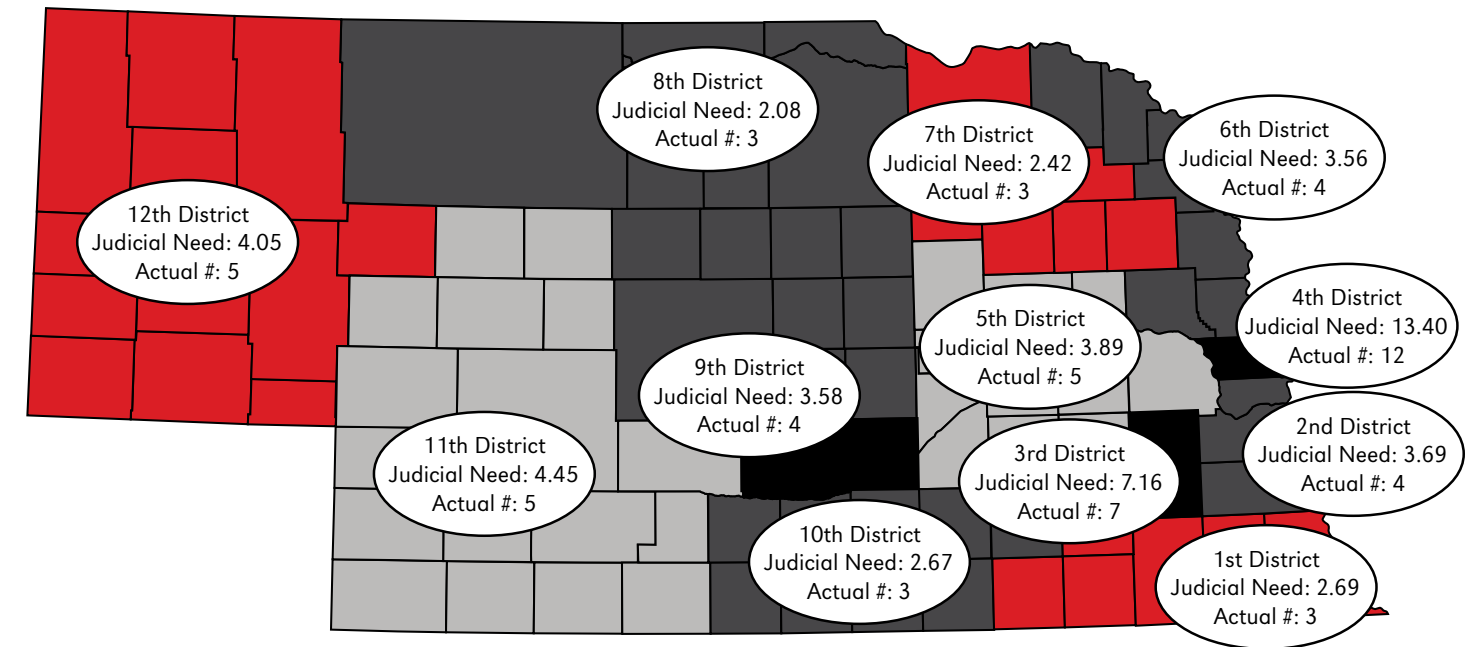 8th District
Judicial Need: 2.08
Actual #: 3
7th District
Judicial Need: 2.42
Actual #: 3
6th District
Judicial Need: 3.56
Actual #: 4
12th District
Judicial Need: 4.05
Actual #: 5
4th District
Judicial Need: 13.40
Actual #: 12
5th District
Judicial Need: 3.89
Actual #: 5
9th District
Judicial Need: 3.58
Actual #: 4
11th District
Judicial Need: 4.45
Actual #: 5
3rd District
Judicial Need: 7.16
Actual #: 7
2nd District
Judicial Need: 3.69
Actual #: 4
10th District
Judicial Need: 2.67
Actual #: 3
1st District
Judicial Need: 2.69
Actual #: 3